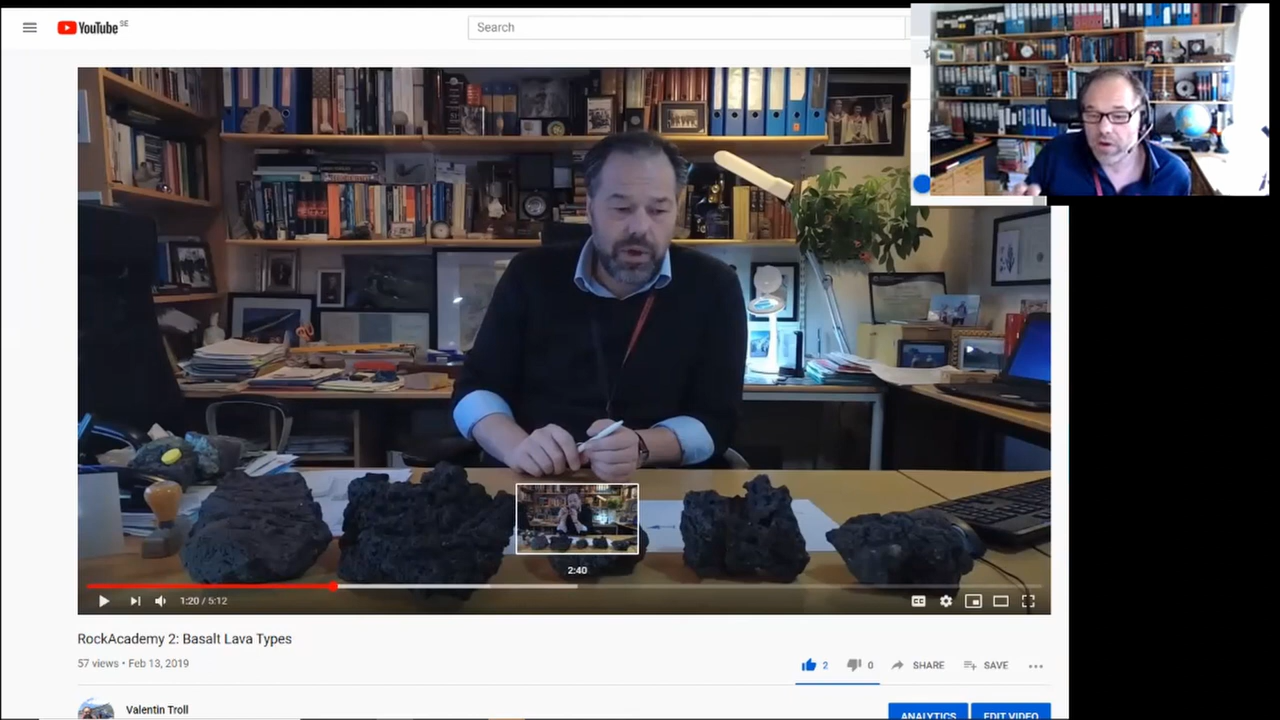 YouTube SE
Search
2:40
1:20 / 5:12
CC
RockAcademy 2: Basalt Lava Types
57 views • Feb 13, 2019
2
0
SHARE
SAVE
Valentin Troll
ANALYTICS
EDIT VIDEO